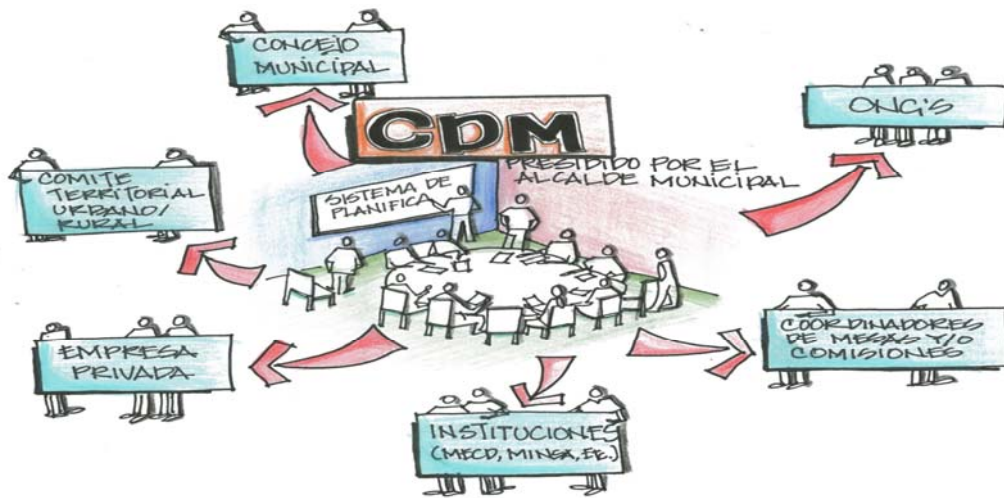 CONCEJO
MUNICIPAL
CDM
PRESIDIDO POR EL
ALCALDE MUNICIPAL
SISTEMA DE
PLANIFICA
ONG'S
COMITE
TERRITORIAL
URBANO/
RURAL
EMPRESA
PRIVADA
INSTITUCIONES
(MECD, MINSA, EtC.)
COORDINADORES
DE MESAS Y/O
COMISIONES